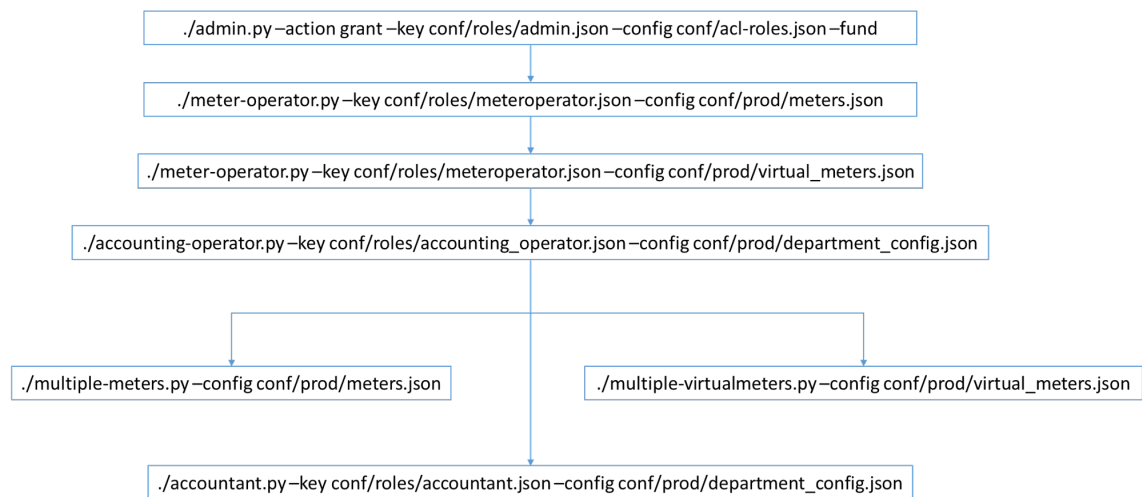 ./admin.py –action grant –key conf/roles/admin.json –config conf/acl-roles.json –fund
./meter-operator.py –key conf/roles/meteroperator.json –config conf/prod/meters.json
./meter-operator.py –key conf/roles/meteroperator.json –config conf/prod/virtual_meters.json
./accounting-operator.py –key conf/roles/accounting_operator.json –config conf/prod/department_config.json
./multiple-meters.py –config conf/prod/meters.json
./multiple-virtualmeters.py –config conf/prod/virtual_meters.json
./accountant.py –key conf/roles/accountant.json –config conf/prod/department_config.json